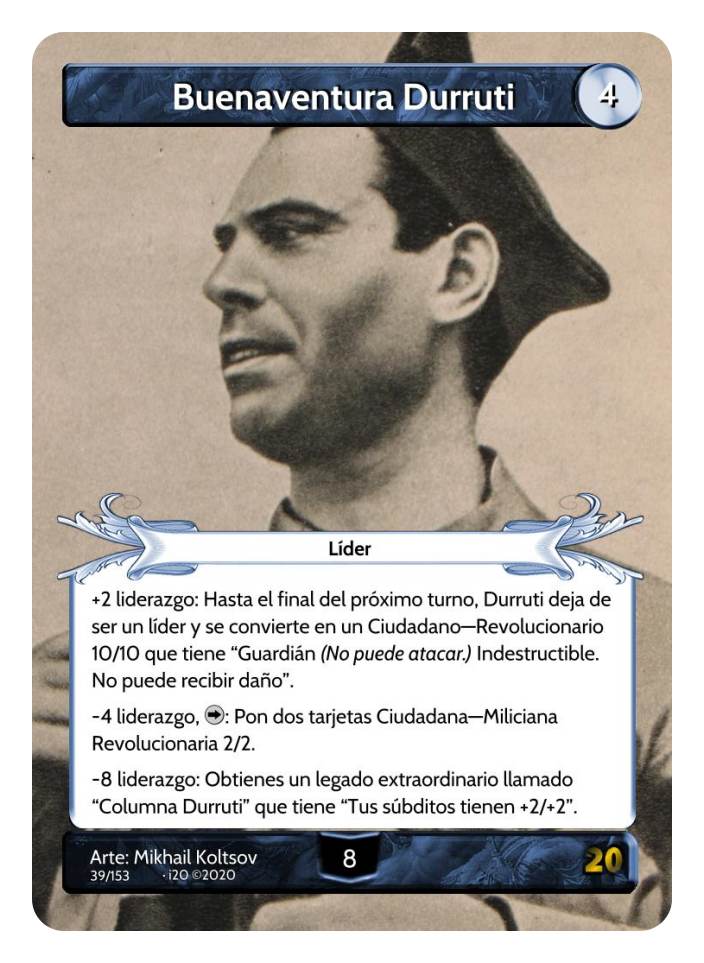 Buenaventura Durruti 4
Líder
+2 liderazgo: Hasta el final del próximo turno, Durruti deja de
ser un líder y se convierte en un Ciudadano—Revolucionario
10/10 que tiene “Guardián (No puede atacar.) Indestructible.
No puede recibir daño”.
-4 liderazgo, ➡: Pon dos tarjetas Ciudadana—Miliciana
Revolucionaria 2/2.
-8 liderazgo: Obtienes un legado extraordinario llamado
“Columna Durruti” que tiene “Tus súbditos tienen +2/+2”.
Arte: Mikhail Koltsov 8 20
39/153 · i20 ©2020